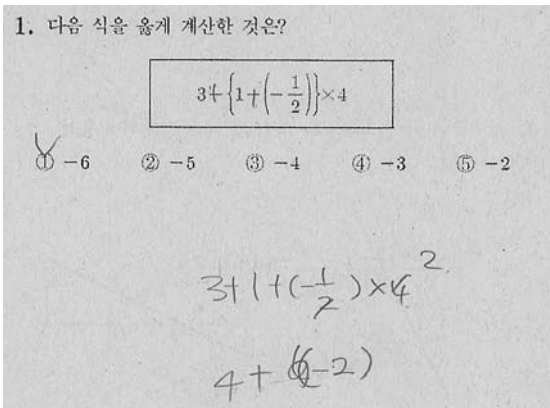 1. 다음 식을 옳게 계산한 것은?
3+{1+(-1/2)}×4
① -6 ② -5 ③ -4 ④ -3 ⑤ -2
3+1+(-1/2)×4 2
4+(-2)